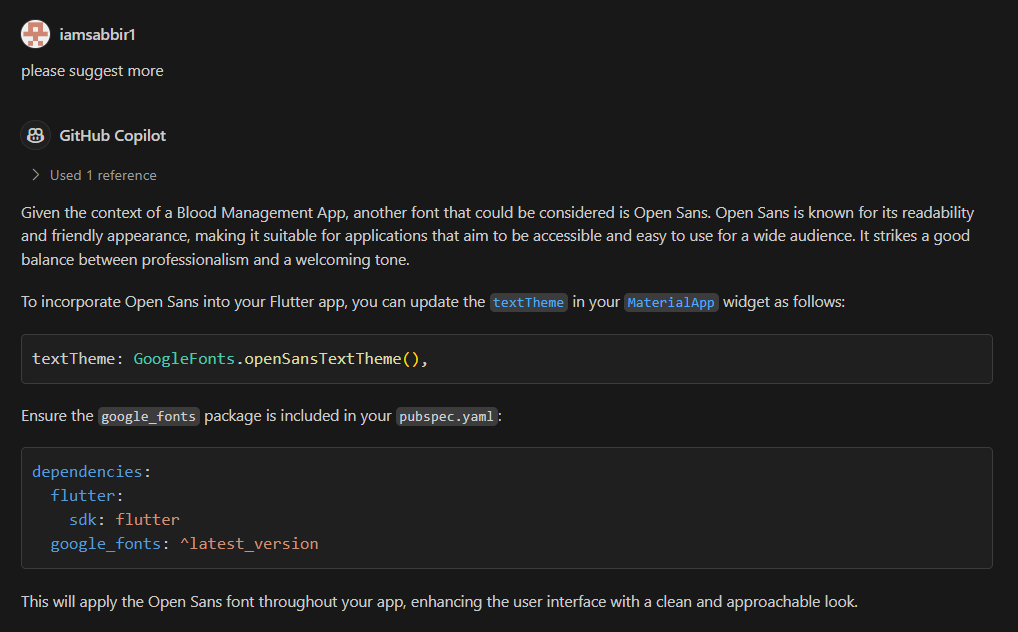 iamsabbir1
please suggest more
GitHub Copilot
Used 1 reference
Given the context of a Blood Management App, another font that could be considered is Open Sans. Open Sans is known for its readability
and friendly appearance, making it suitable for applications that aim to be accessible and easy to use for a wide audience. It strikes a good
balance between professionalism and a welcoming tone.
To incorporate Open Sans into your Flutter app, you can update the textTheme in your MaterialApp widget as follows:
textTheme: GoogleFonts.openSansTextTheme(),
Ensure the google_fonts package is included in your pubspec.yaml:
dependencies:
  flutter:
    sdk: flutter
  google_fonts: ^latest_version
This will apply the Open Sans font throughout your app, enhancing the user interface with a clean and approachable look.